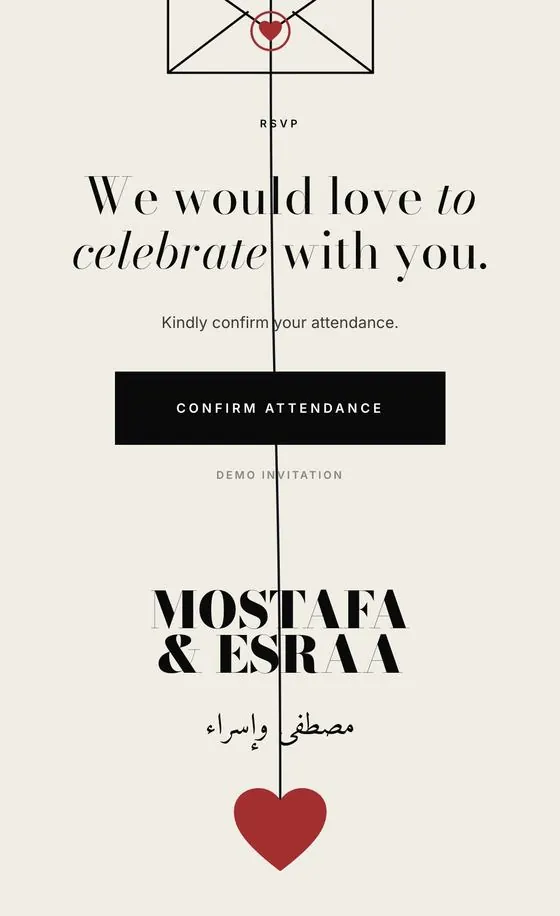 RSVP
We would love to
celebrate with you.
Kindly confirm your attendance.
CONFIRM ATTENDANCE
DEMO INVITATION
MOSTAFA
& ESRAA
مصطفى وإسراء